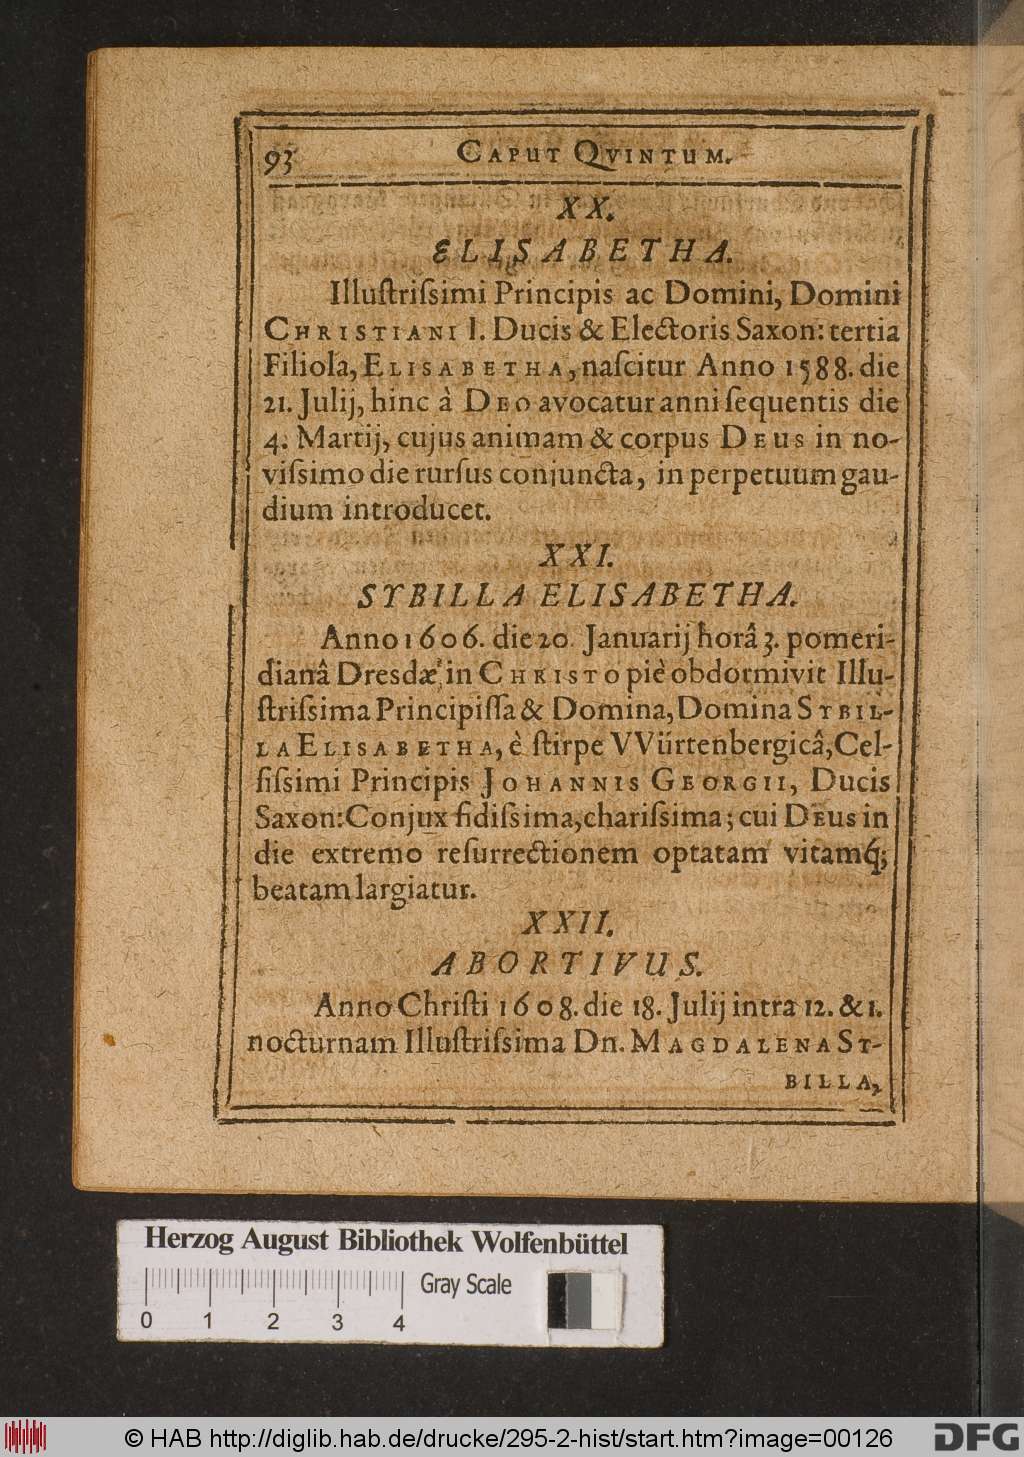 93 CAPUT QVINTUM.
XX.
ELISABETHA.
Illuſtriſsimi Principis ac Domini, Domini
CHRISTIANI I. Ducis & Electoris Saxon: tertia
Filiola, ELISABETHA, naſcitur Anno 1588. die
21. Julij, hinc à DEO avocatur anni ſequentis die
4. Martij, cujus animam & corpus DEUS in no-
viſsimo die rurſus conjuncta, in perpetuum gau-
dium introducet.
XXI.
SYBILLA ELISABETHA.
Anno 1606. die 20. Januarij horâ 3. pomeri-
dianâ Dresdæ in CHRISTO piè obdormivit Illu-
ſtriſsima Principiſſa & Domina, Domina SYBIL-
LA ELISABETHA, è ſtirpe VVürtenbergicâ, Cel-
ſiſsimi Principis JOHANNIS GEORGII, Ducis
Saxon: Conjux fidiſsima, chariſsima; cui DEUS in
die extremo reſurrectionem optatam vitamq́;
beatam largiatur.
XXII.
ABORTIVUS.
Anno Chriſti 1608. die 18. Julij intra 12. & 1.
nocturnam Illuſtriſsima Dn. MAGDALENA SY-
BILLA,
Herzog August Bibliothek Wolfenbüttel
Gray Scale
0 1 2 3 4
© HAB http://diglib.hab.de/drucke/295-2-hist/start.htm?image=00126
DFG